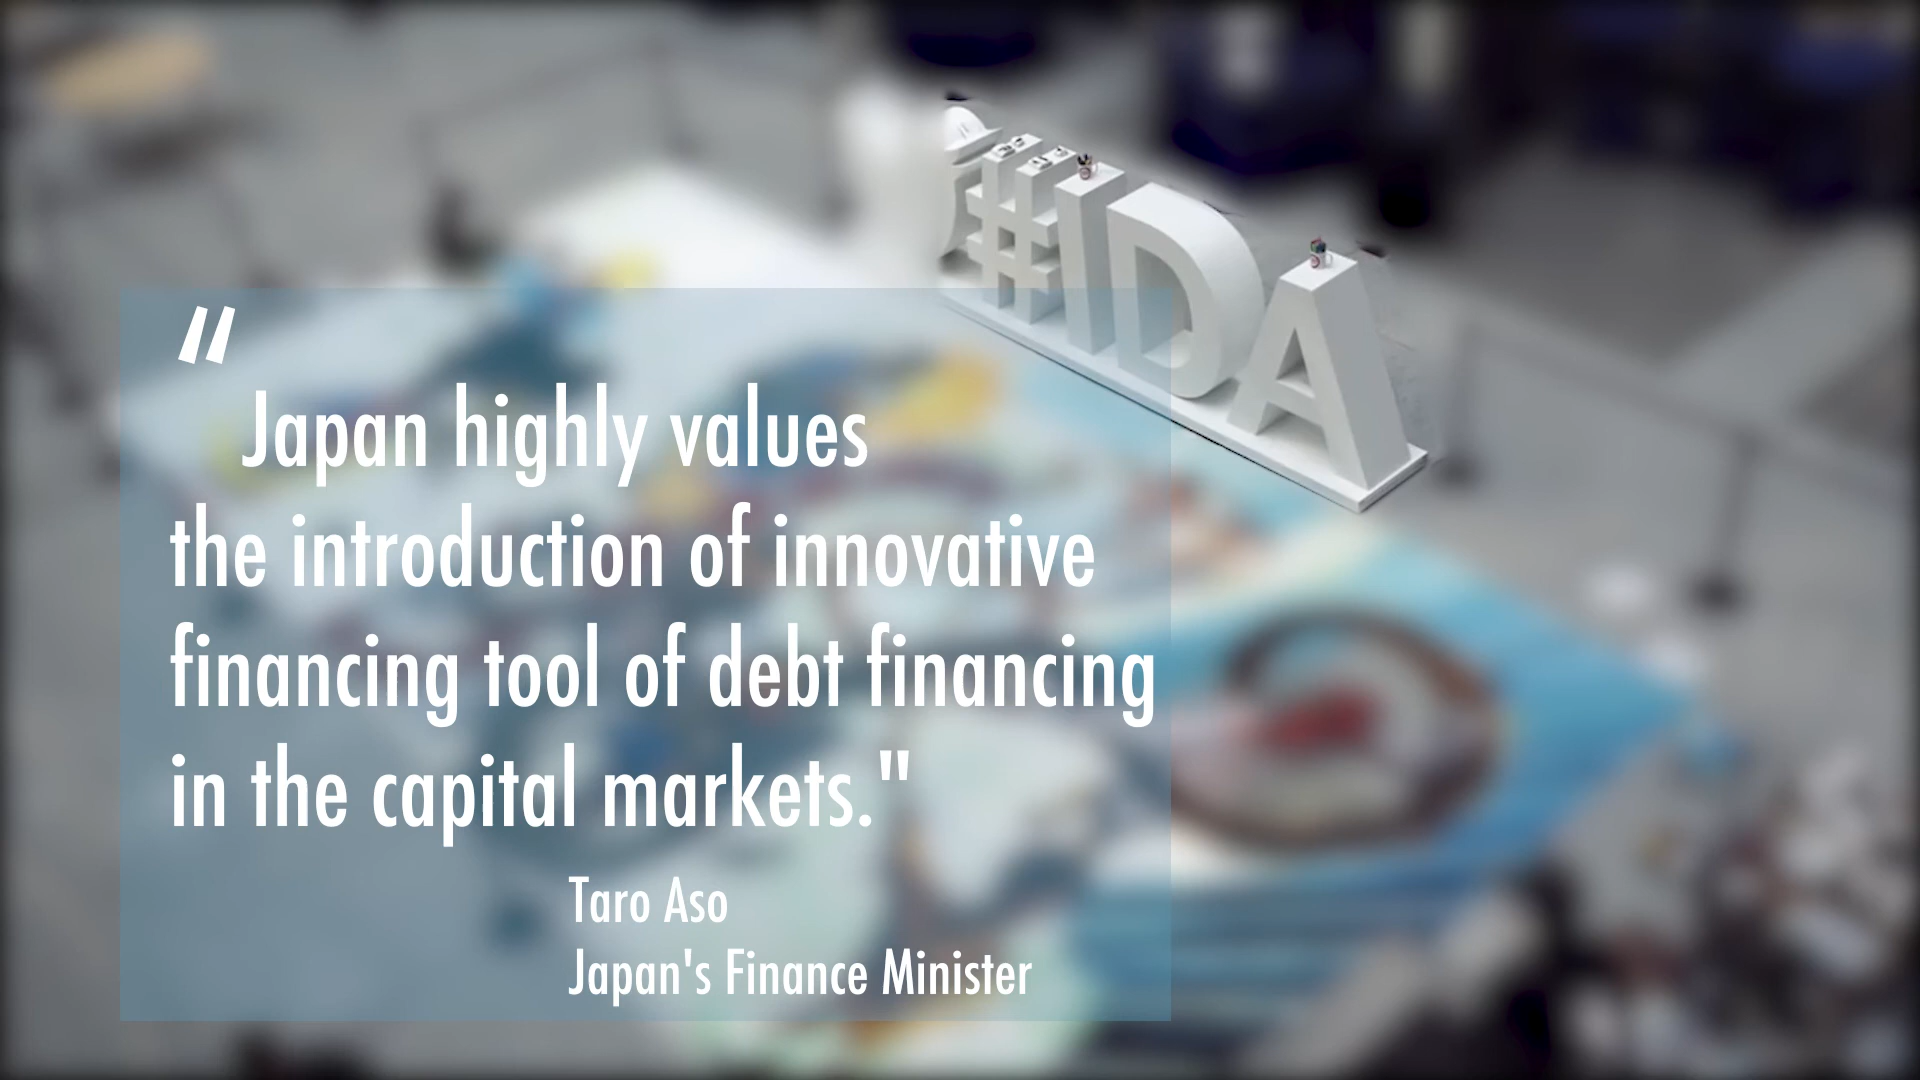 #IDA
“Japan highly values
the introduction of innovative
financing tool of debt financing
in the capital markets."
Taro Aso
Japan's Finance Minister